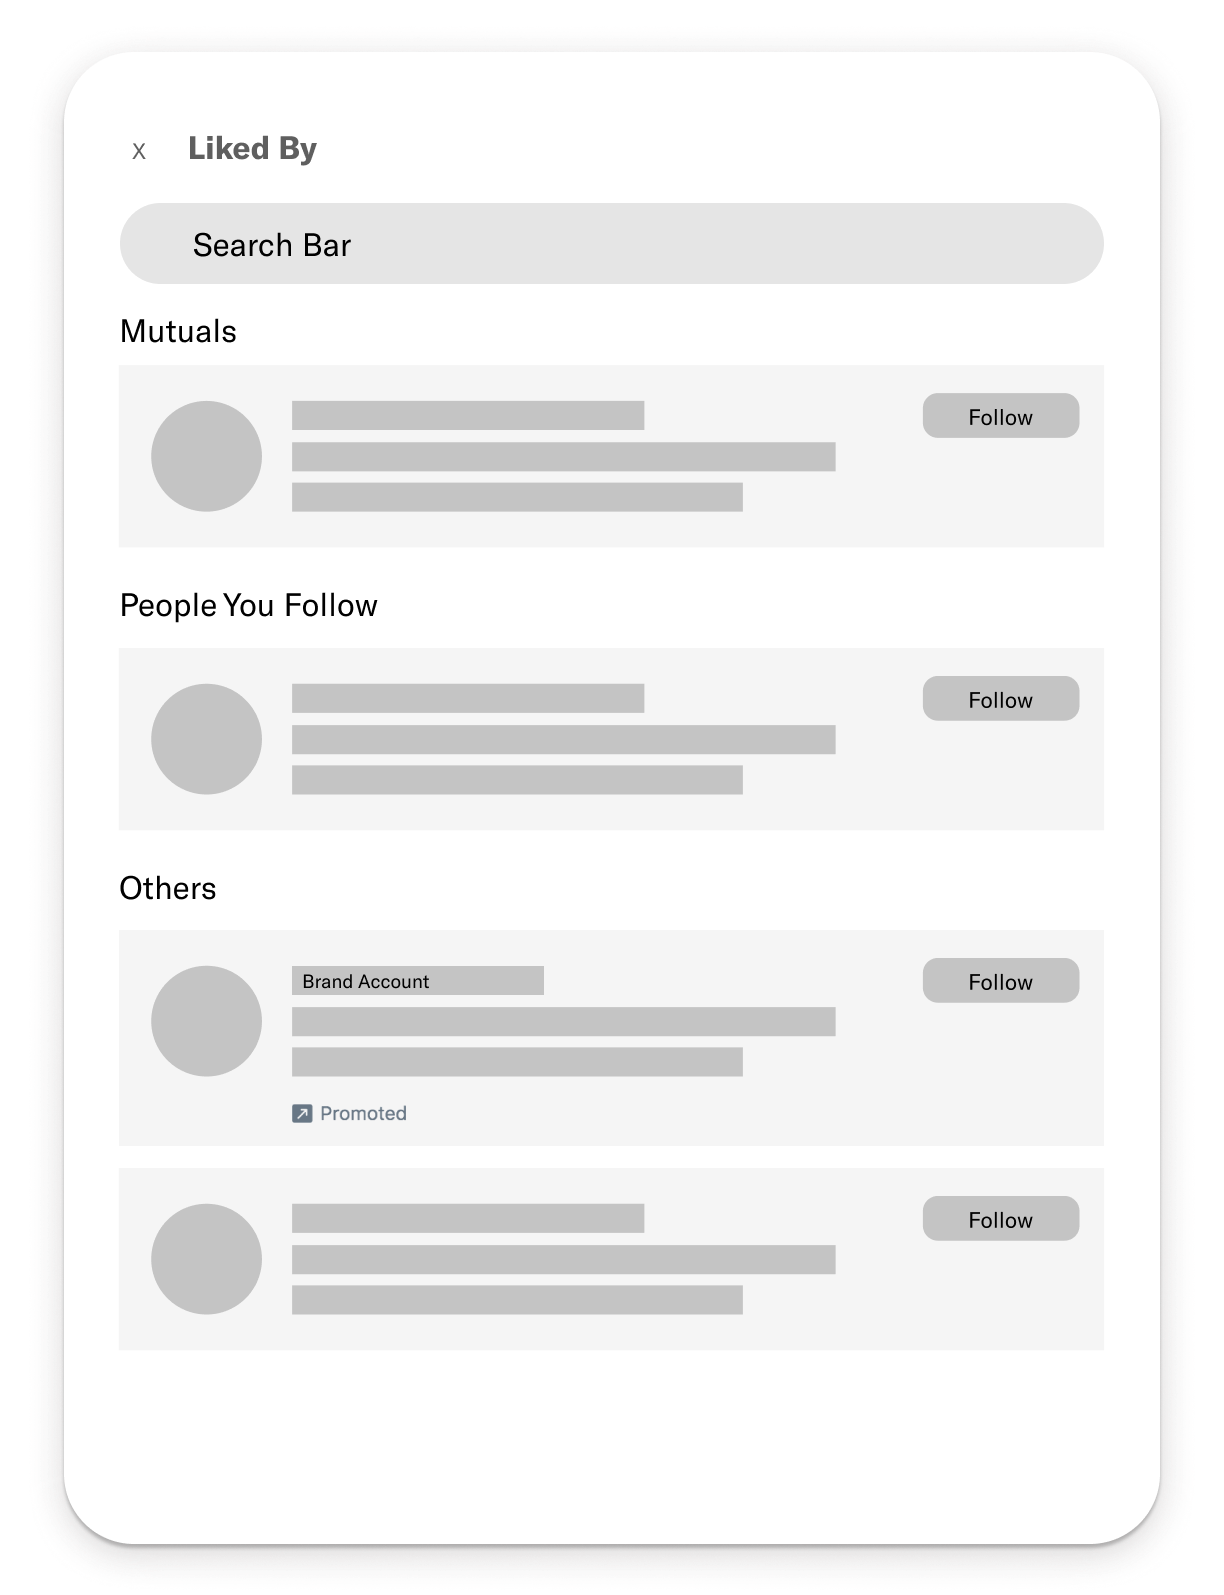 x Liked By
Search Bar
Mutuals
Follow
People You Follow
Follow
Others
Brand Account
Follow
Promoted
Follow